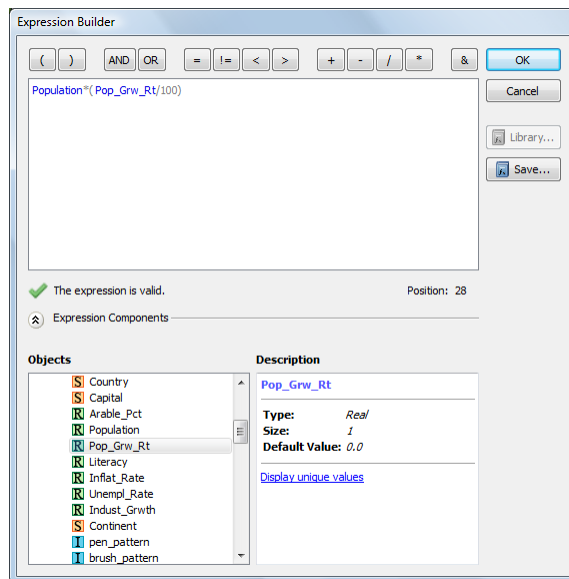 Expression Builder
( ) AND OR = != < > + - / * & OK
Population*( Pop_Grw_Rt/100)
Cancel
Library...
Save...
The expression is valid. Position: 28
Expression Components
Objects
S Country
S Capital
R Arable_Pct
R Population
R Pop_Grw_Rt
R Literacy
R Inflat_Rate
R Unempl_Rate
R Indust_Grwth
S Continent
I pen_pattern
I brush_pattern
Description
Pop_Grw_Rt
Type: Real
Size: 1
Default Value: 0.0
Display unique values